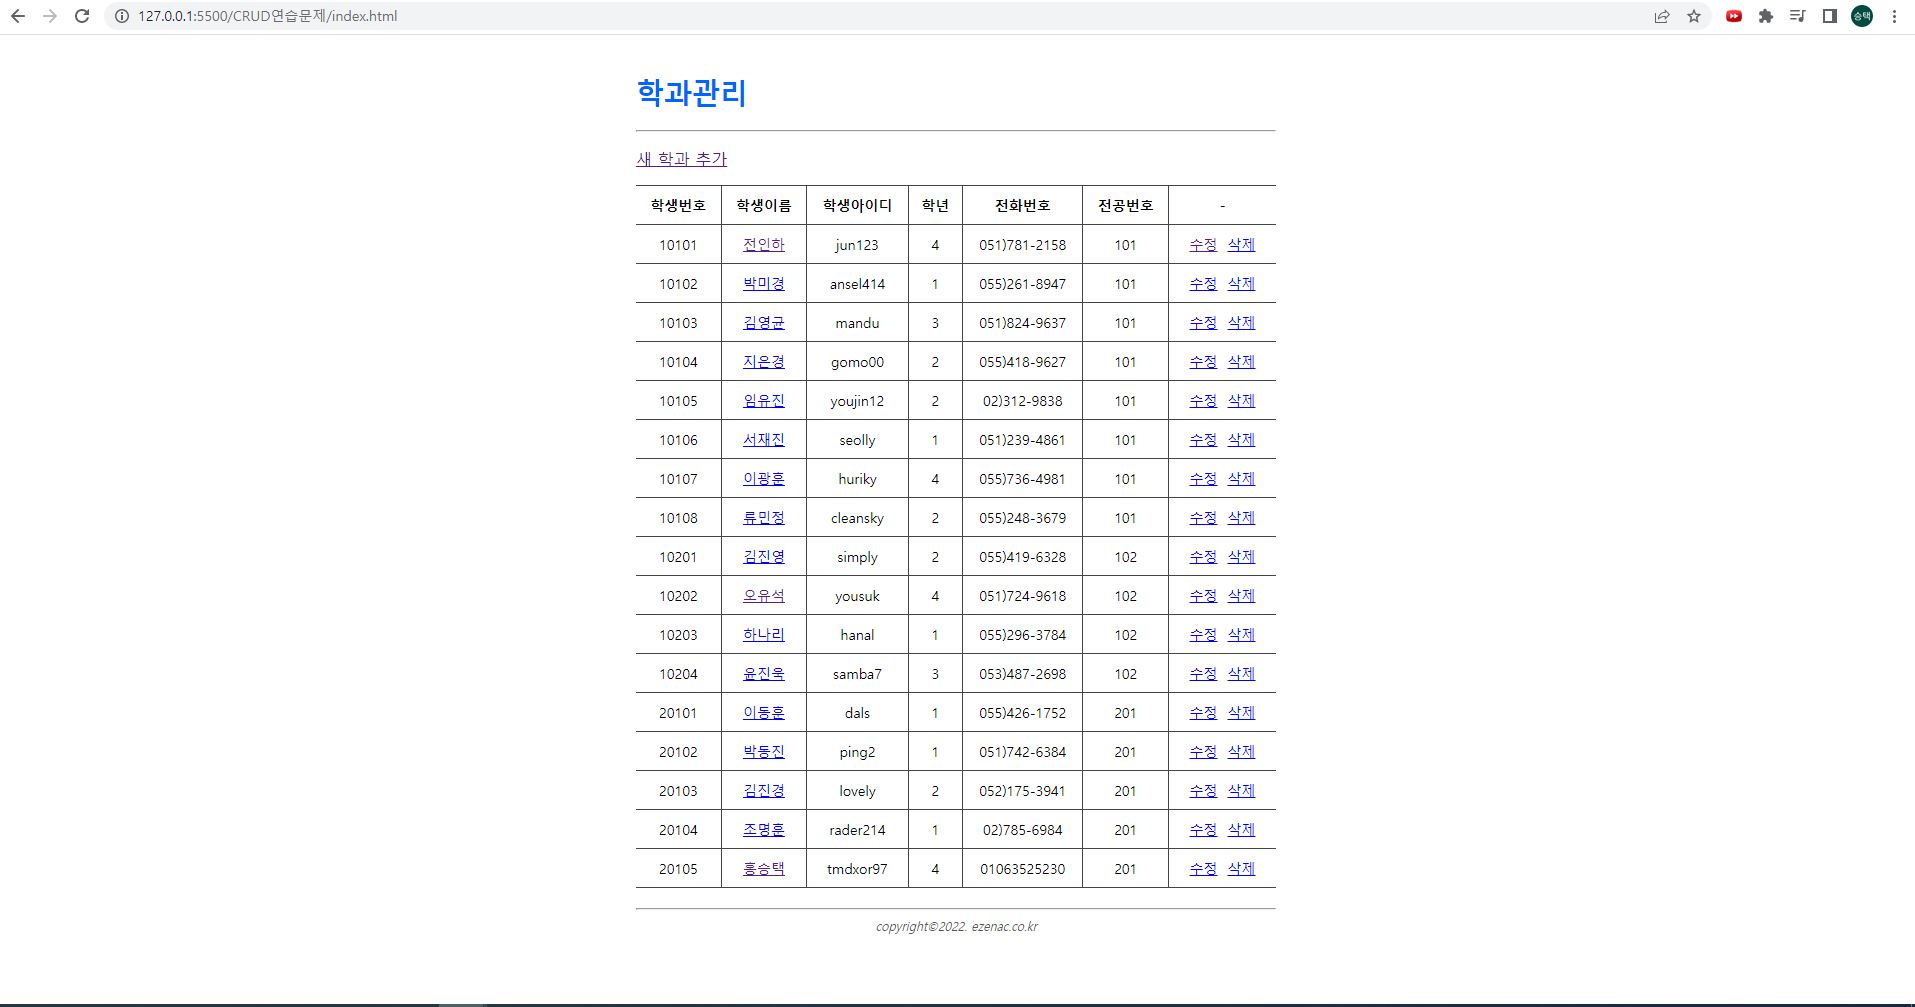 127.0.0.1:5500/CRUD연습문제/index.html
승택
학과관리
새 학과 추가
학생번호 학생이름 학생아이디 학년 전화번호 전공번호 -
10101 전인하 jun123 4 051)781-2158 101 수정 삭제
10102 박미경 ansel414 1 055)261-8947 101 수정 삭제
10103 김영균 mandu 3 051)824-9637 101 수정 삭제
10104 지은경 gomo00 2 055)418-9627 101 수정 삭제
10105 임유진 youjin12 2 02)312-9838 101 수정 삭제
10106 서재진 seolly 1 051)239-4861 101 수정 삭제
10107 이광훈 huriky 4 055)736-4981 101 수정 삭제
10108 류민정 cleansky 2 055)248-3679 101 수정 삭제
10201 김진영 simply 2 055)419-6328 102 수정 삭제
10202 오유석 yousuk 4 051)724-9618 102 수정 삭제
10203 하나리 hanal 1 055)296-3784 102 수정 삭제
10204 윤진욱 samba7 3 053)487-2698 102 수정 삭제
20101 이동훈 dals 1 055)426-1752 201 수정 삭제
20102 박동진 ping2 1 051)742-6384 201 수정 삭제
20103 김진경 lovely 2 052)175-3941 201 수정 삭제
20104 조명훈 rader214 1 02)785-6984 201 수정 삭제
20105 홍승택 tmdxor97 4 01063525230 201 수정 삭제
copyright©2022. ezenac.co.kr